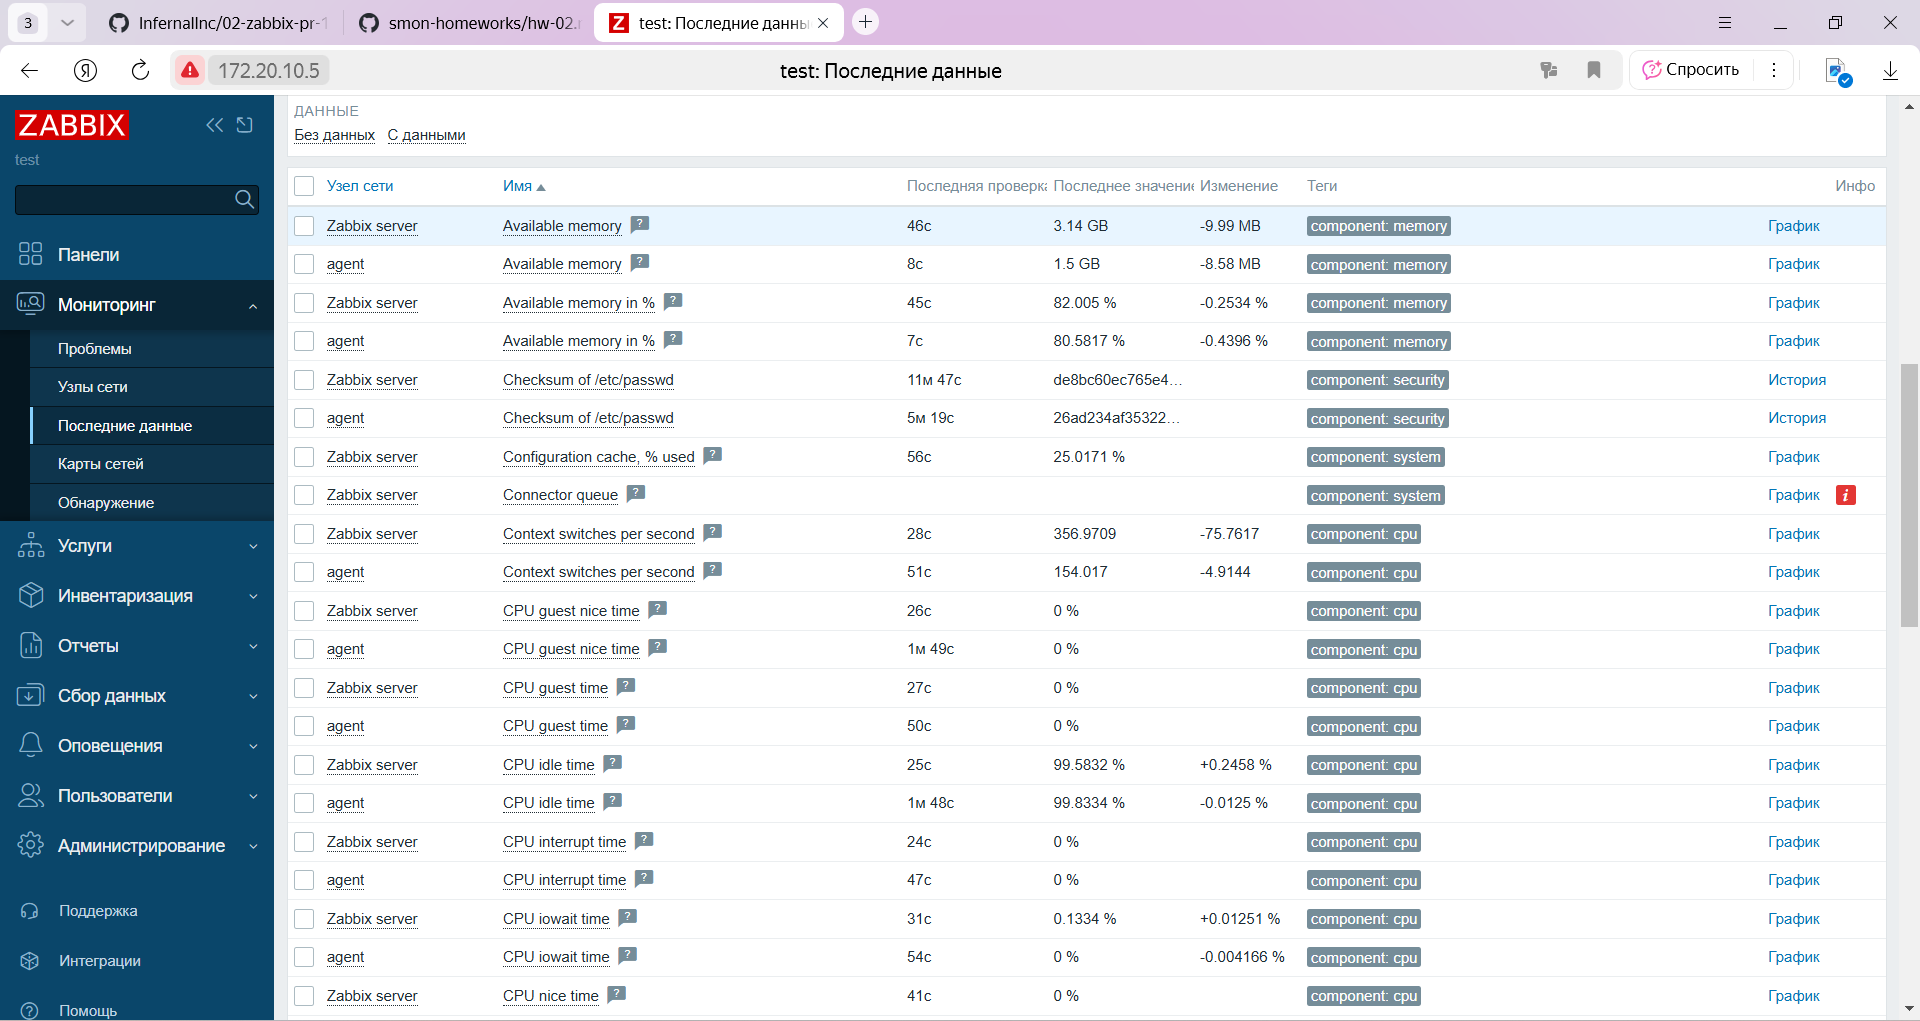 3
InfernalInc/02-zabbix-pr-1
smon-homeworks/hw-02.
test: Последние данны
172.20.10.5
test: Последние данные
Спросить
ZABBIX
test
Панели
Мониторинг
Проблемы
Узлы сети
Последние данные
Карты сетей
Обнаружение
Услуги
Инвентаризация
Отчеты
Сбор данных
Оповещения
Пользователи
Администрирование
Поддержка
Интеграции
Помощь
ДАННЫЕ
Без данных С данными
Узел сети Имя Последняя проверка Последнее значение Изменение Теги Инфо
Zabbix server Available memory ? 46с 3.14 GB -9.99 MB component: memory График
agent Available memory ? 8с 1.5 GB -8.58 MB component: memory График
Zabbix server Available memory in % ? 45с 82.005 % -0.2534 % component: memory График
agent Available memory in % ? 7с 80.5817 % -0.4396 % component: memory График
Zabbix server Checksum of /etc/passwd 11м 47с de8bc60ec765e4... component: security История
agent Checksum of /etc/passwd 5м 19с 26ad234af35322... component: security История
Zabbix server Configuration cache, % used ? 56с 25.0171 % component: system График
Zabbix server Connector queue ? component: system График i
Zabbix server Context switches per second ? 28с 356.9709 -75.7617 component: cpu График
agent Context switches per second ? 51с 154.017 -4.9144 component: cpu График
Zabbix server CPU guest nice time ? 26с 0 % component: cpu График
agent CPU guest nice time ? 1м 49с 0 % component: cpu График
Zabbix server CPU guest time ? 27с 0 % component: cpu График
agent CPU guest time ? 50с 0 % component: cpu График
Zabbix server CPU idle time ? 25с 99.5832 % +0.2458 % component: cpu График
agent CPU idle time ? 1м 48с 99.8334 % -0.0125 % component: cpu График
Zabbix server CPU interrupt time ? 24с 0 % component: cpu График
agent CPU interrupt time ? 47с 0 % component: cpu График
Zabbix server CPU iowait time ? 31с 0.1334 % +0.01251 % component: cpu График
agent CPU iowait time ? 54с 0 % -0.004166 % component: cpu График
Zabbix server CPU nice time ? 41с 0 % component: cpu График